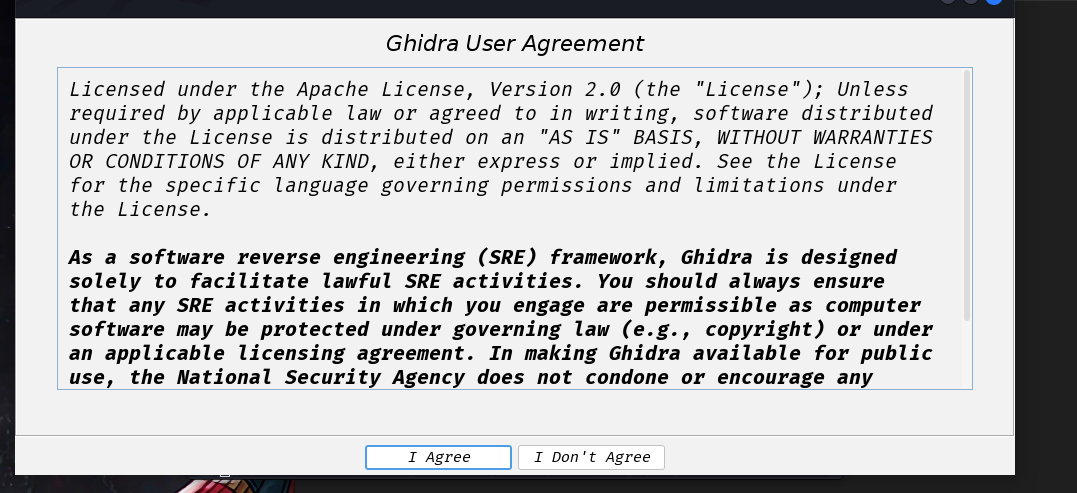 Ghidra User Agreement
Licensed under the Apache License, Version 2.0 (the "License"); Unless
required by applicable law or agreed to in writing, software distributed
under the License is distributed on an "AS IS" BASIS, WITHOUT WARRANTIES
OR CONDITIONS OF ANY KIND, either express or implied. See the License
for the specific language governing permissions and limitations under
the License.
As a software reverse engineering (SRE) framework, Ghidra is designed
solely to facilitate lawful SRE activities. You should always ensure
that any SRE activities in which you engage are permissible as computer
software may be protected under governing law (e.g., copyright) or under
an applicable licensing agreement. In making Ghidra available for public
use, the National Security Agency does not condone or encourage any
I Agree
I Don't Agree